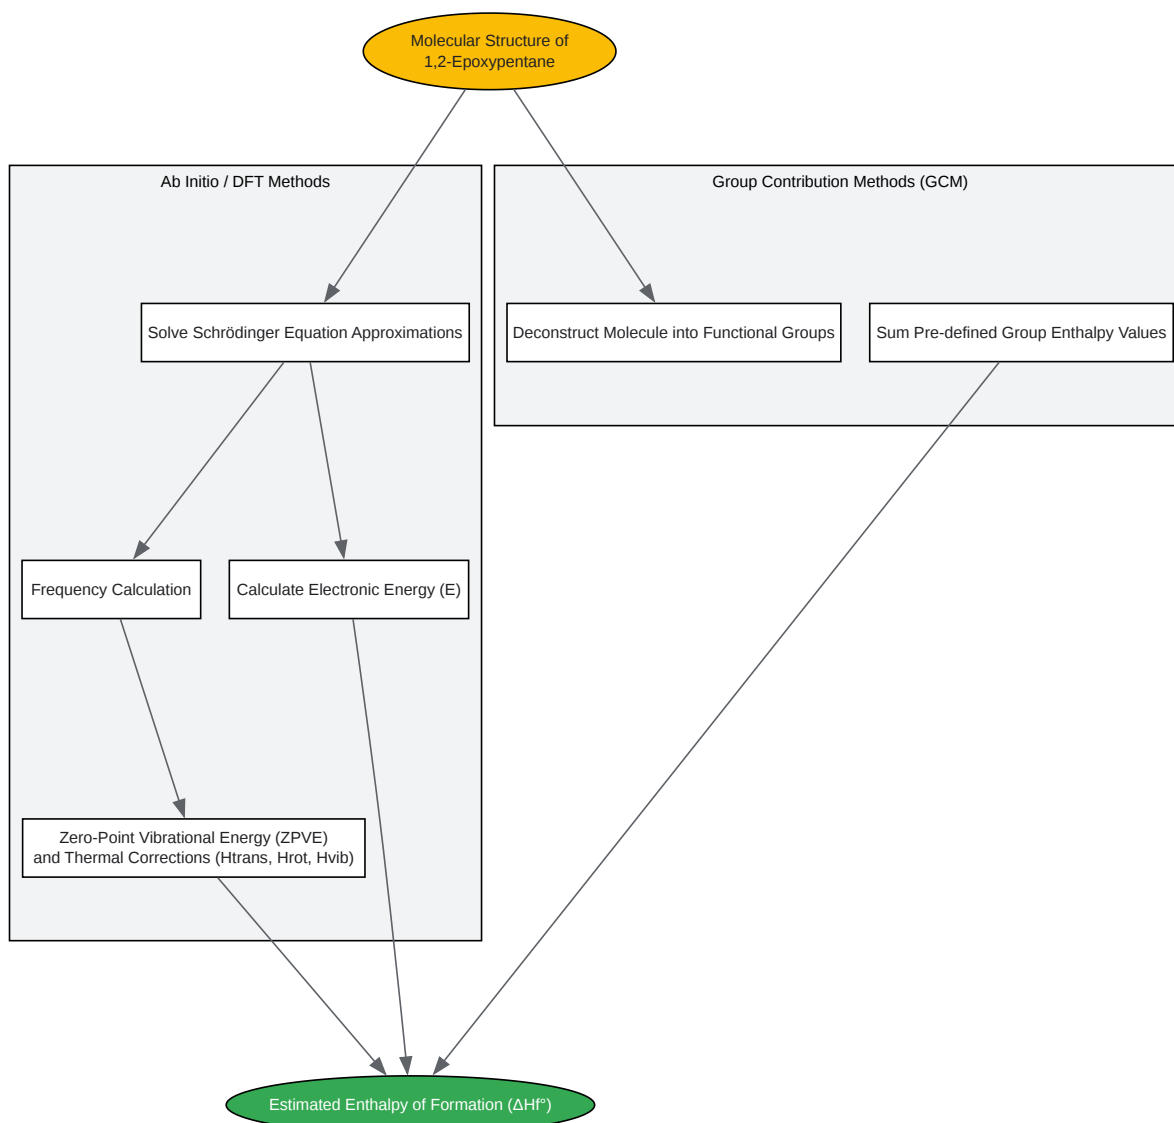 Molecular Structure of
1,2-Epoxypentane
Ab Initio / DFT Methods
Group Contribution Methods (GCM)
Solve Schrödinger Equation Approximations
Deconstruct Molecule into Functional Groups
Sum Pre-defined Group Enthalpy Values
Frequency Calculation
Calculate Electronic Energy (E)
Zero-Point Vibrational Energy (ZPVE)
and Thermal Corrections (Htrans, Hrot, Hvib)
Estimated Enthalpy of Formation (ΔHf°)